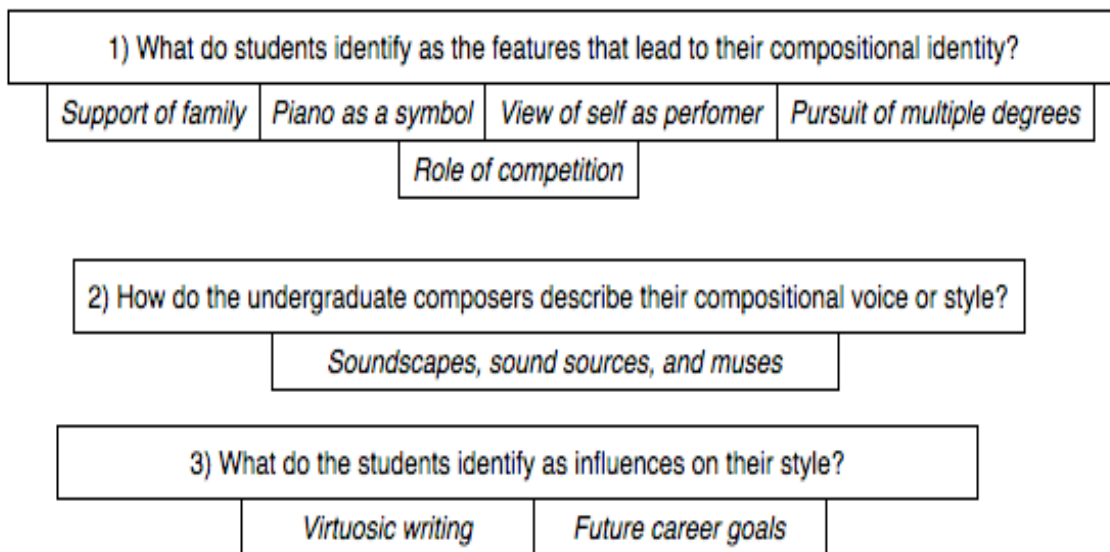 1) What do students identify as the features that lead to their compositional identity?
Support of family Piano as a symbol View of self as perfomer Pursuit of multiple degrees
Role of competition
2) How do the undergraduate composers describe their compositional voice or style?
Soundscapes, sound sources, and muses
3) What do the students identify as influences on their style?
Virtuosic writing Future career goals